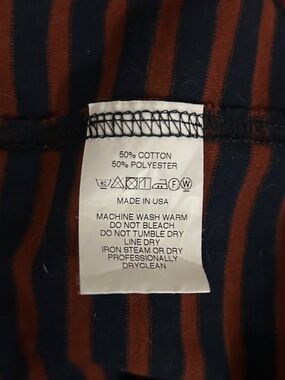 50% COTTON
50% POLYESTER
MADE IN USA
MACHINE WASH WARM
DO NOT BLEACH
DO NOT TUMBLE DRY
LINE DRY
IRON STEAM OR DRY
PROFESSIONALLY
DRYCLEAN